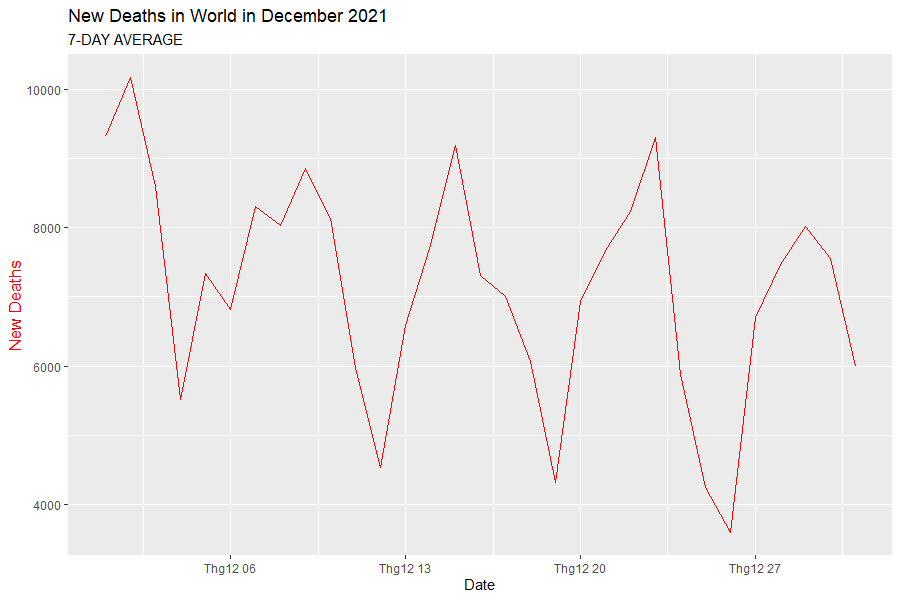 New Deaths in World in December 2021
7-DAY AVERAGE
New Deaths
10000
8000
6000
4000
Thg12 06
Thg12 13
Thg12 20
Thg12 27
Date